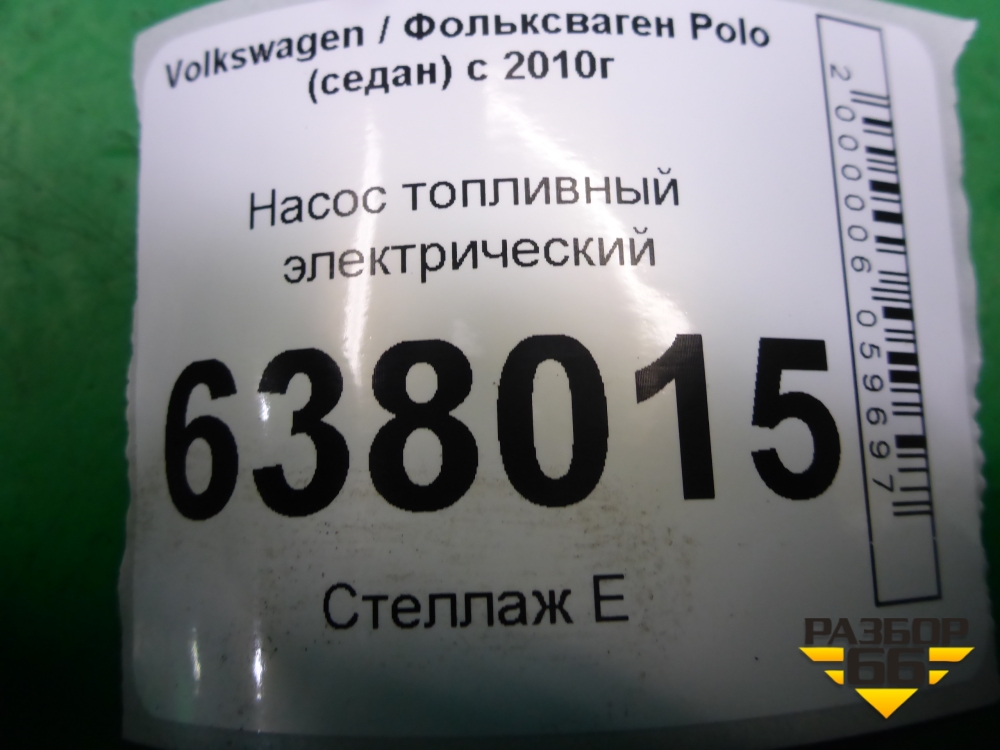 Volkswagen / Фольксваген Polo
(седан) с 2010г
Насос топливный
электрический
638015
Стеллаж Е
2000006059697
РАЗБОР
66